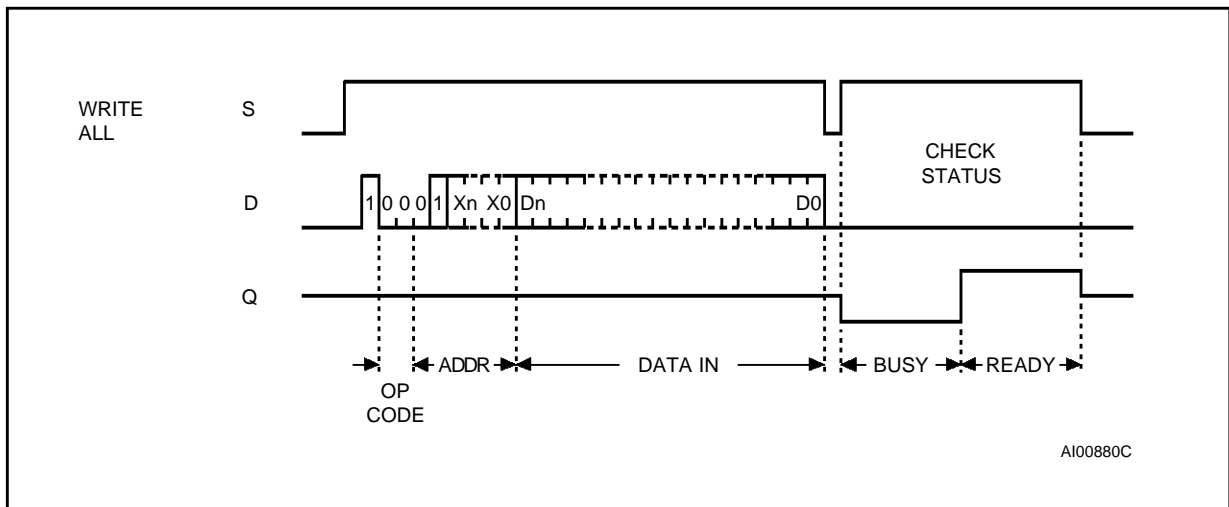 WRITE
ALL
S
CHECK
STATUS
D
1 0 0 0 1 Xn X0 Dn D0
Q
ADDR DATA IN BUSY READY
OP
CODE
AI00880C